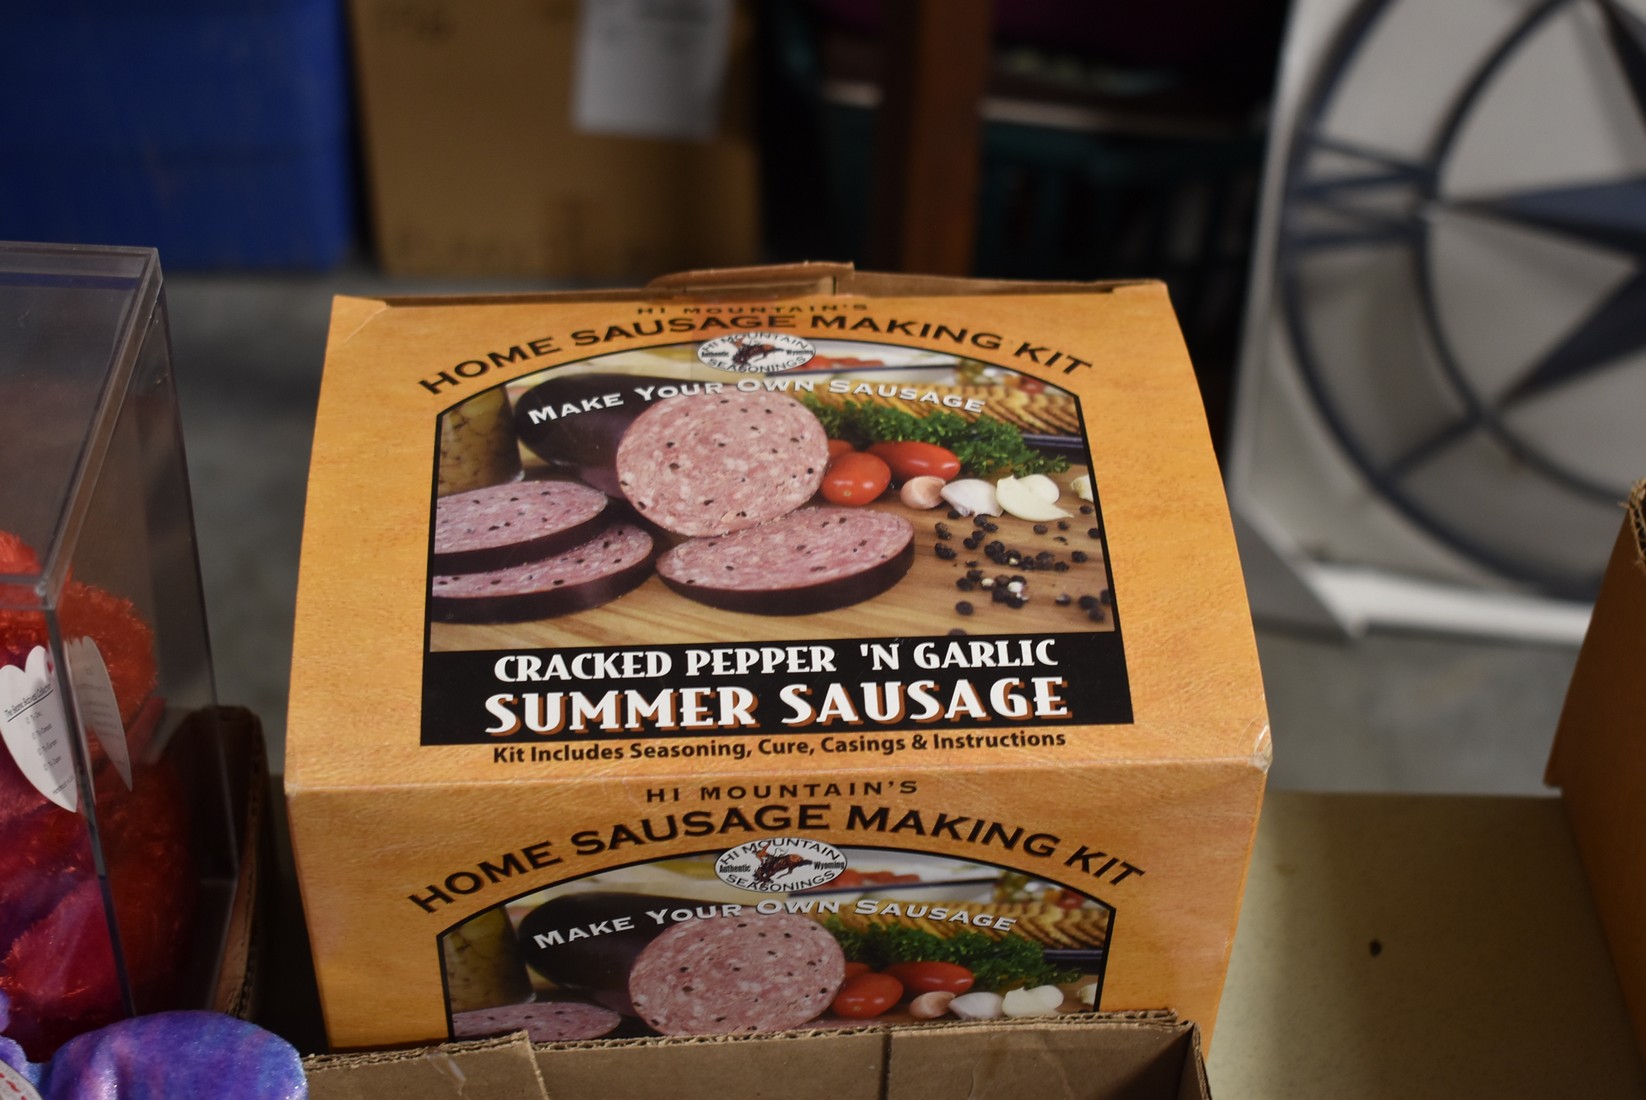 HI MOUNTAIN'S
HOME SAUSAGE MAKING KIT
HI MOUNTAIN
Authentic Wyoming
SEASONINGS
MAKE YOUR OWN SAUSAGE
CRACKED PEPPER 'N GARLIC
SUMMER SAUSAGE
Kit Includes Seasoning, Cure, Casings & Instructions
HI MOUNTAIN'S
HOME SAUSAGE MAKING KIT
HI MOUNTAIN
Authentic Wyoming
SEASONINGS
MAKE YOUR OWN SAUSAGE